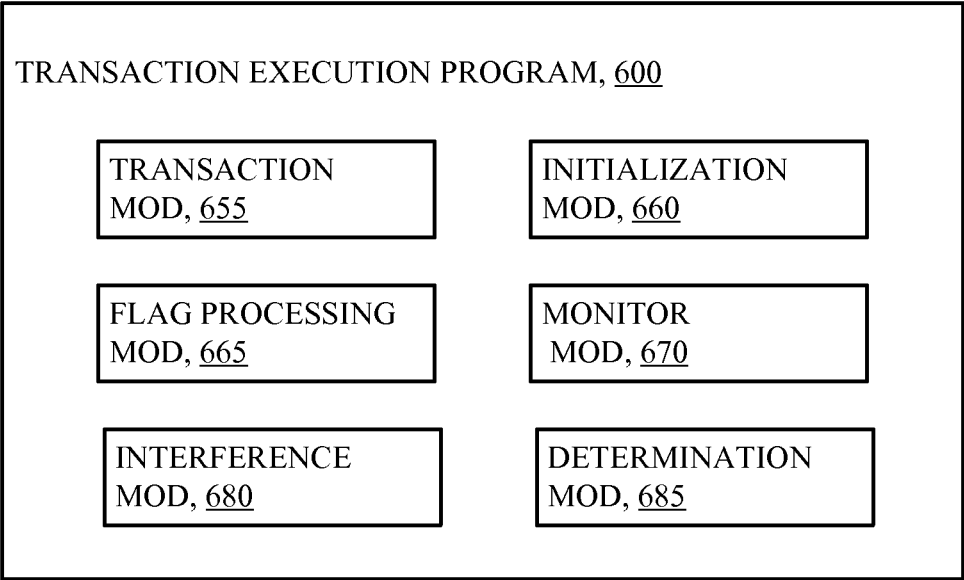 TRANSACTION EXECUTION PROGRAM, 600
TRANSACTION
MOD, 655
INITIALIZATION
MOD, 660
FLAG PROCESSING
MOD, 665
MONITOR
MOD, 670
INTERFERENCE
MOD, 680
DETERMINATION
MOD, 685